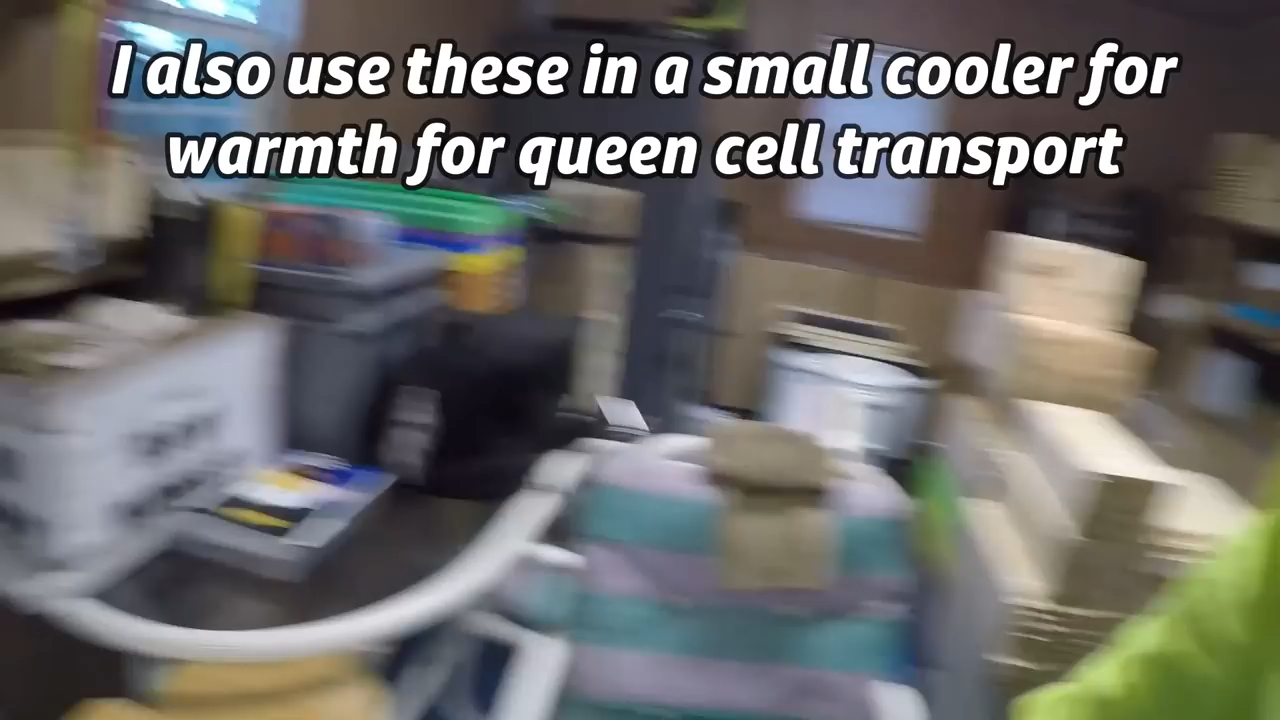 I also use these in a small cooler for
warmth for queen cell transport